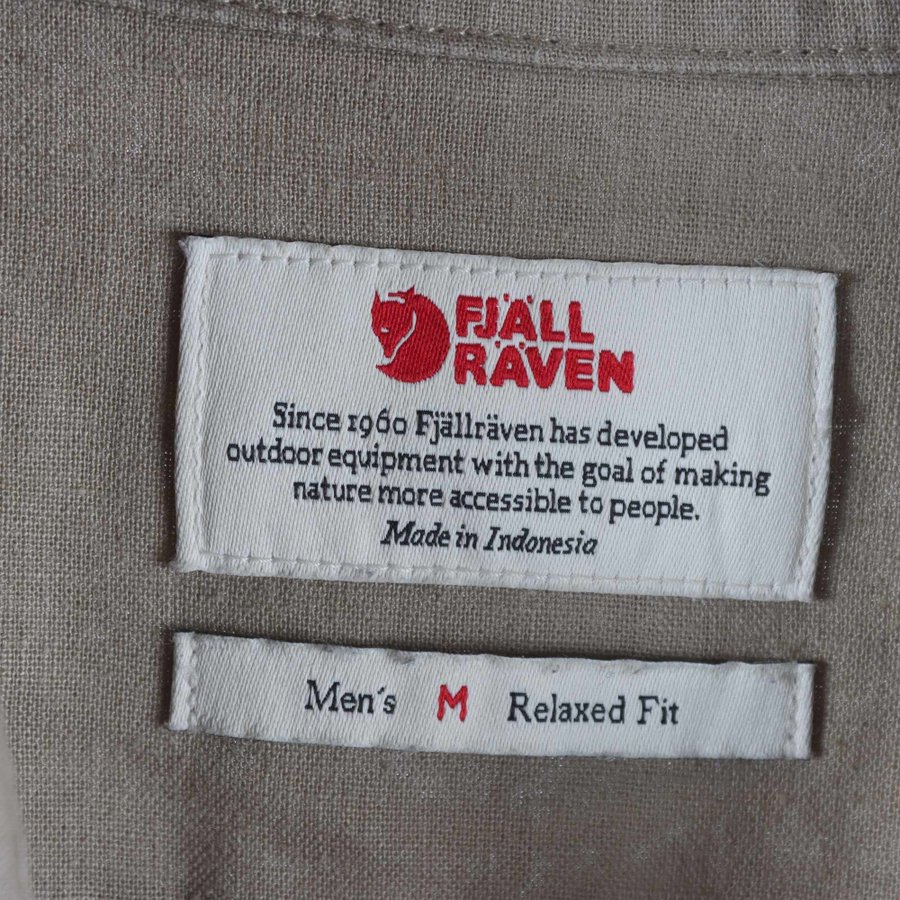 FJÄLL
RÄVEN
Since 1960 Fjällräven has developed
outdoor equipment with the goal of making
nature more accessible to people.
Made in Indonesia
Men´s M Relaxed Fit